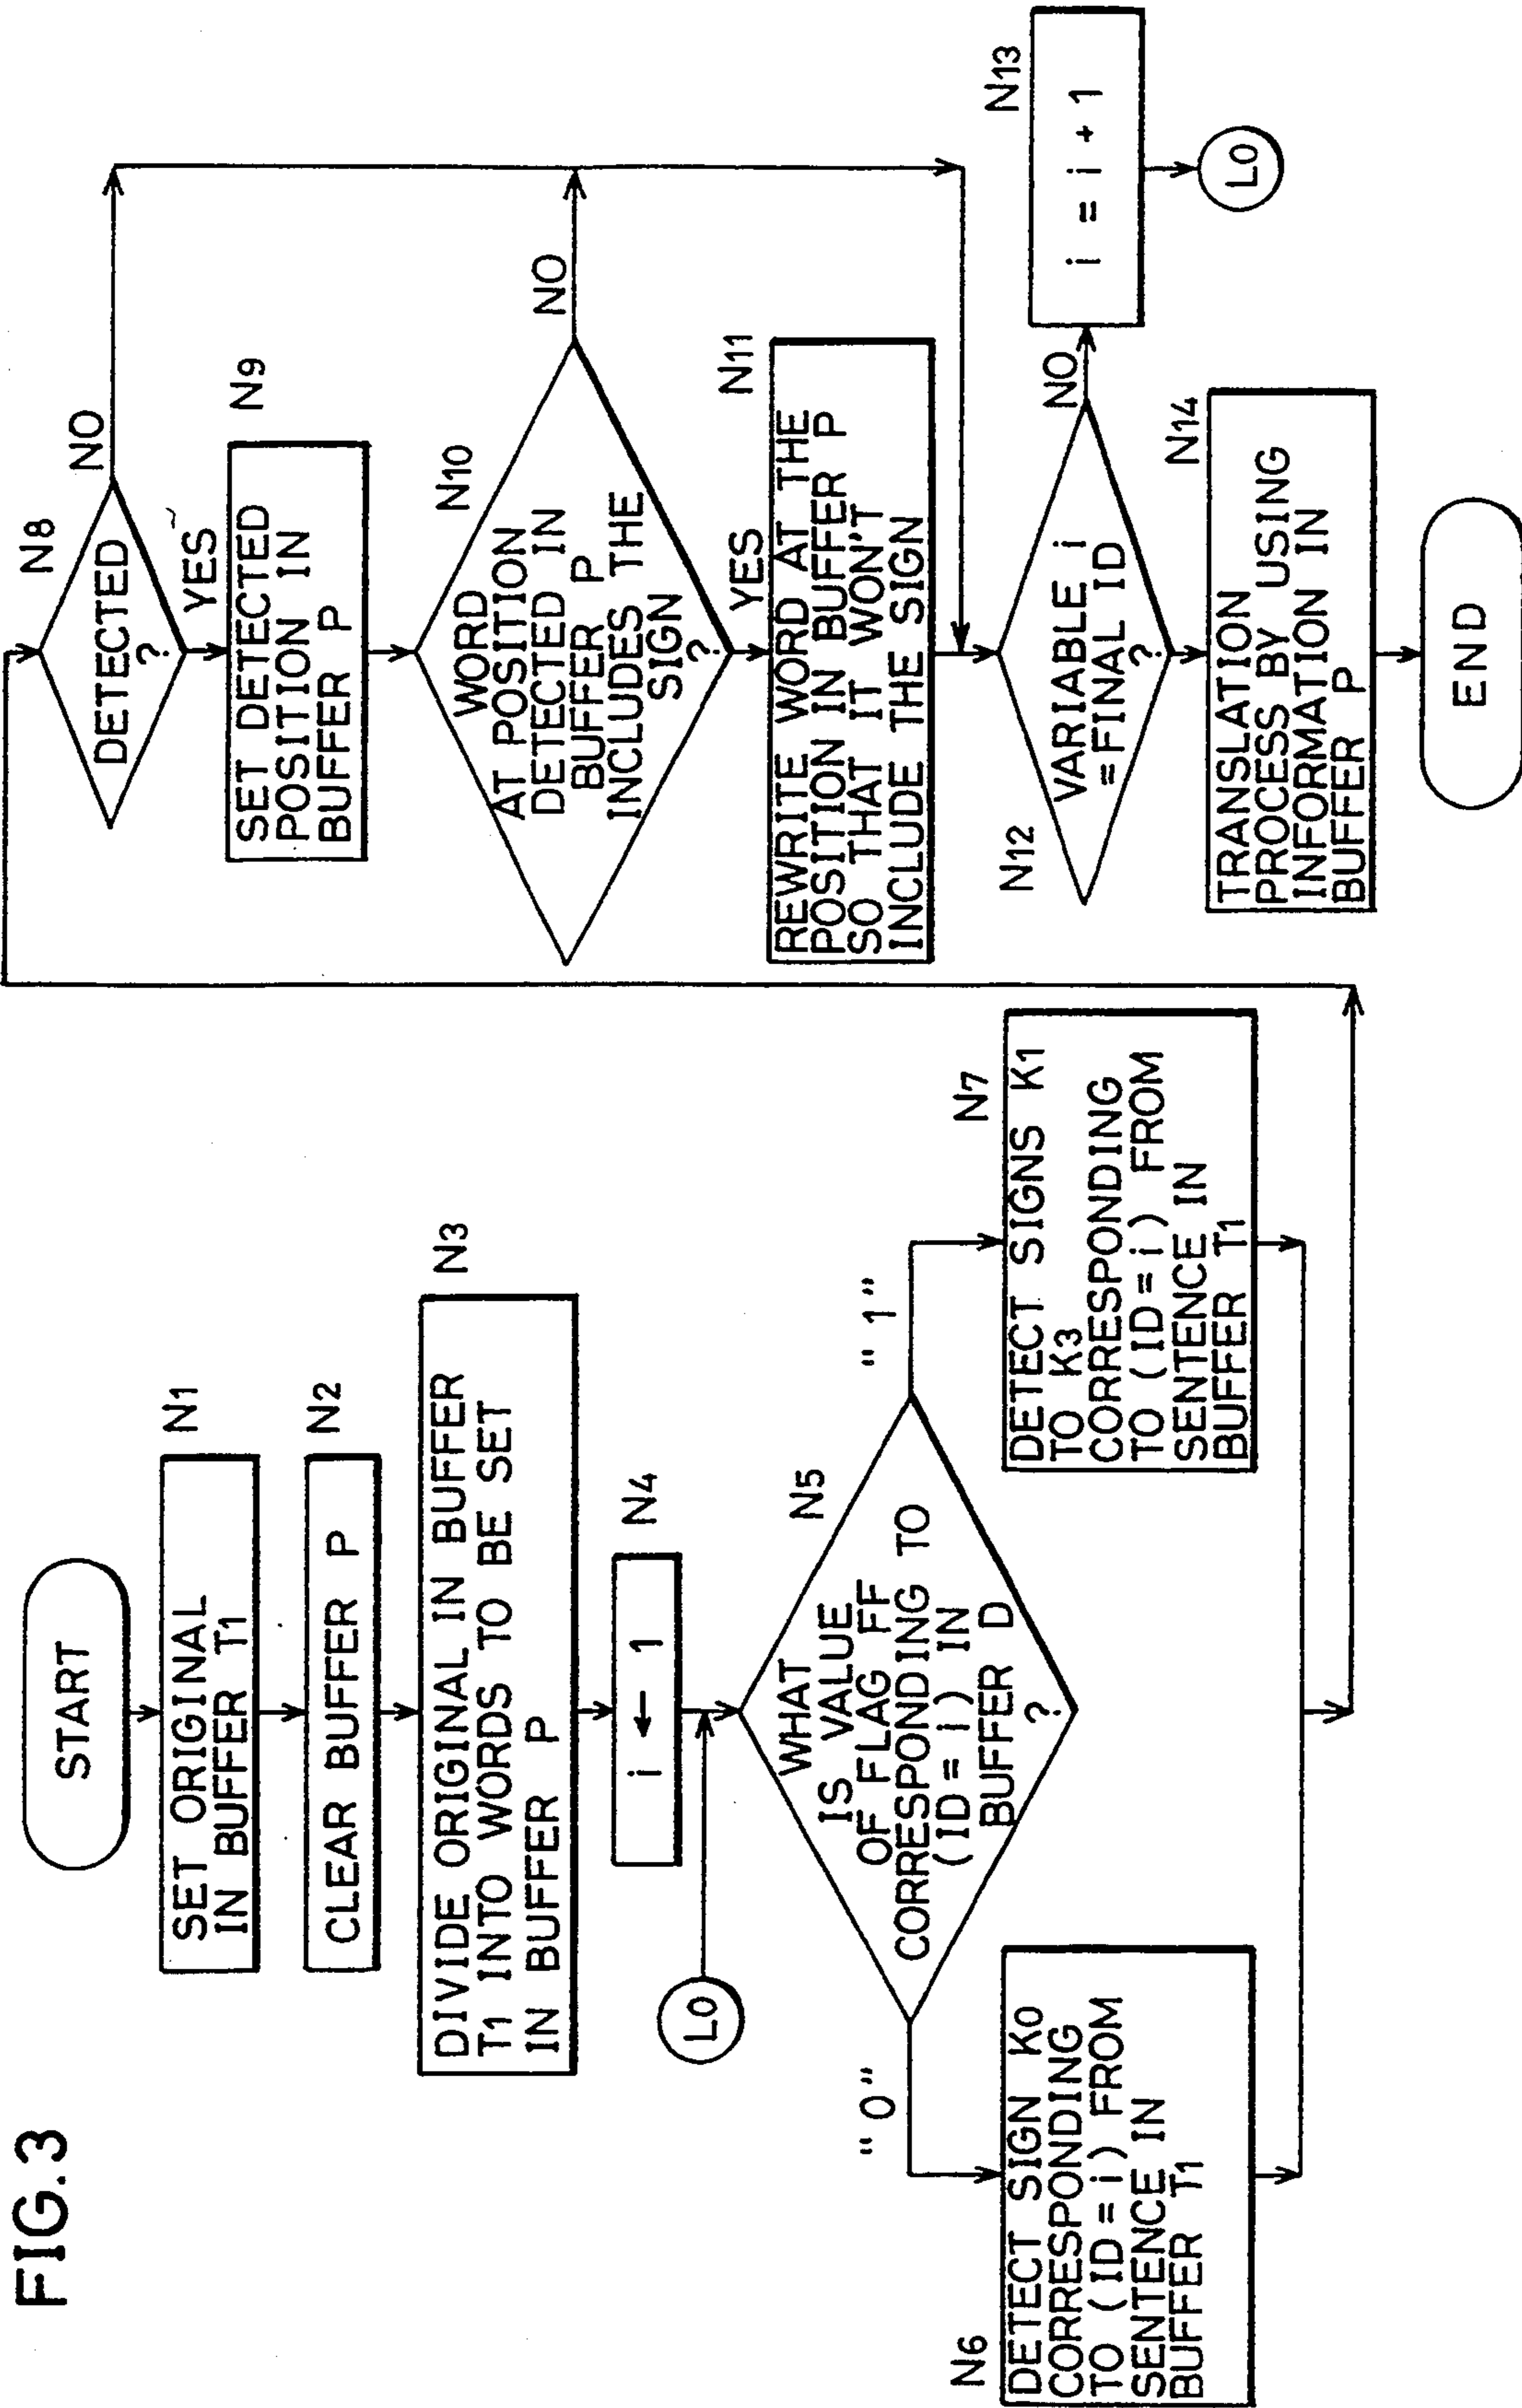 FIG.3
START
N1
SET ORIGINAL
IN BUFFER T1
N2
CLEAR BUFFER P
N3
DIVIDE ORIGINAL IN BUFFER
T1 INTO WORDS TO BE SET
IN BUFFER P
N4
i ← 1
L0
N5
WHAT
IS VALUE
OF FLAG FF
CORRESPONDING TO
(ID=i) IN
BUFFER D
?
"0"
"1"
N6
DETECT SIGN K0
CORRESPONDING
TO (ID=i) FROM
SENTENCE IN
BUFFER T1
N7
DETECT SIGNS K1
TO K3
CORRESPONDING
TO (ID=i) FROM
SENTENCE IN
BUFFER T1
N8
DETECTED
?
NO
YES
N9
SET DETECTED
POSITION IN
BUFFER P
N10
WORD
AT POSITION
DETECTED IN
BUFFER P
INCLUDES THE
SIGN
?
NO
YES
N11
REWRITE WORD AT THE
POSITION IN BUFFER P
SO THAT IT WON'T
INCLUDE THE SIGN
N12
VARIABLE i
=FINAL ID
?
NO
N13
i = i + 1
L0
N14
TRANSLATION
PROCESS BY USING
INFORMATION IN
BUFFER P
END